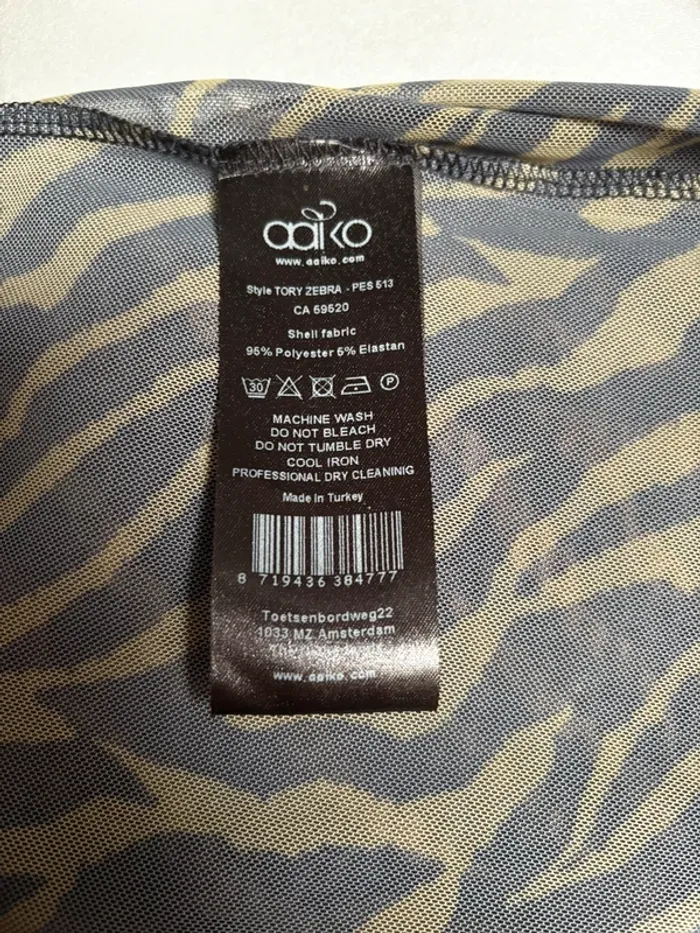 aaiko
www.aaiko.com
Style TORY ZEBRA - PES 513
CA 59520
Shell fabric
95% Polyester 5% Elastan
30 P
MACHINE WASH
DO NOT BLEACH
DO NOT TUMBLE DRY
COOL IRON
PROFESSIONAL DRY CLEANINIG
Made in Turkey
8 719436 384777
Toetsenbordweg22
1033 MZ Amsterdam
The
www.aaiko.com